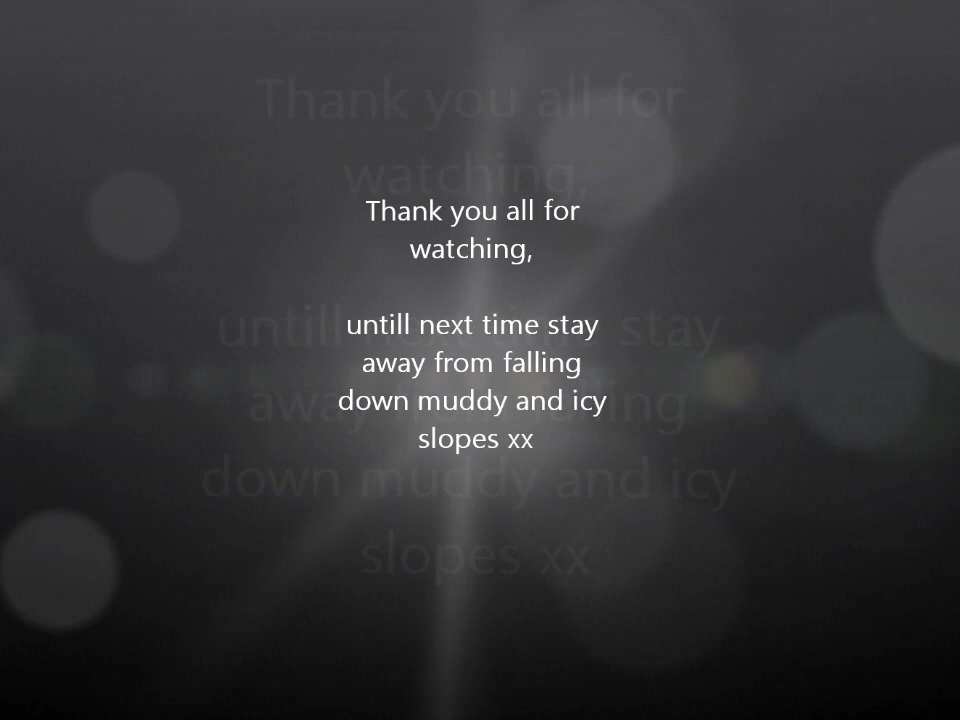 Thank you all for
watching,
untill next time stay
away from falling
down muddy and icy
slopes xx